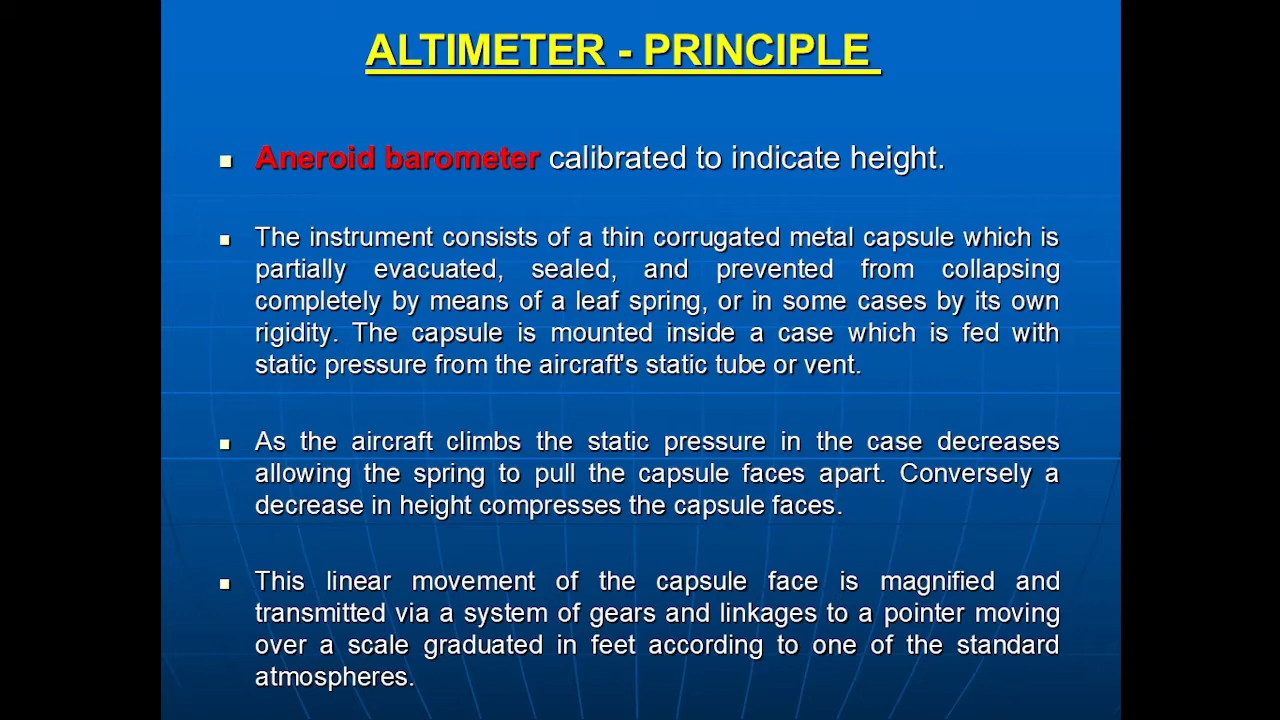 ALTIMETER - PRINCIPLE
Aneroid barometer calibrated to indicate height.
The instrument consists of a thin corrugated metal capsule which is
partially evacuated, sealed, and prevented from collapsing
completely by means of a leaf spring, or in some cases by its own
rigidity. The capsule is mounted inside a case which is fed with
static pressure from the aircraft's static tube or vent.
As the aircraft climbs the static pressure in the case decreases
allowing the spring to pull the capsule faces apart. Conversely a
decrease in height compresses the capsule faces.
This linear movement of the capsule face is magnified and
transmitted via a system of gears and linkages to a pointer moving
over a scale graduated in feet according to one of the standard
atmospheres.